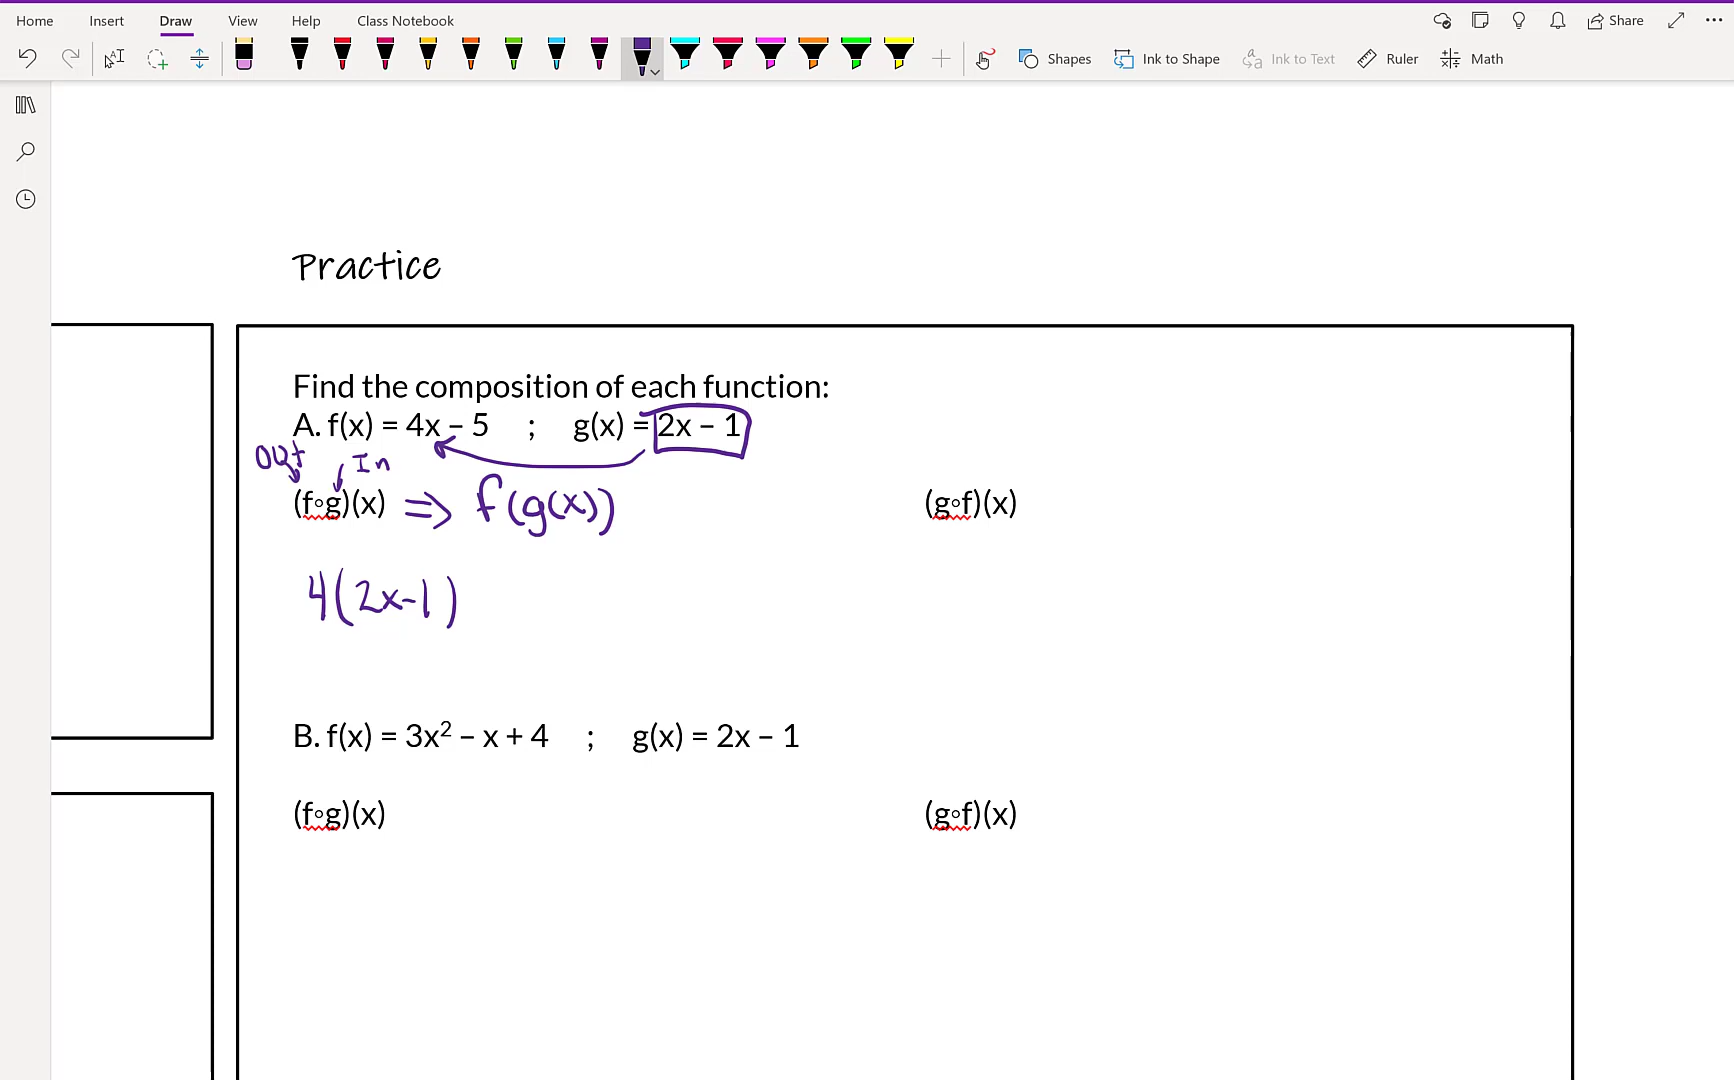 Home Insert Draw View Help Class Notebook Share
Shapes Ink to Shape Ink to Text Ruler Math
Practice
Find the composition of each function:
A. f(x) = 4x – 5 ; g(x) = 2x – 1
Out In
(f∘g)(x) ⇒ f(g(x)) (g∘f)(x)
4(2x-1)
B. f(x) = 3x² – x + 4 ; g(x) = 2x – 1
(f∘g)(x) (g∘f)(x)